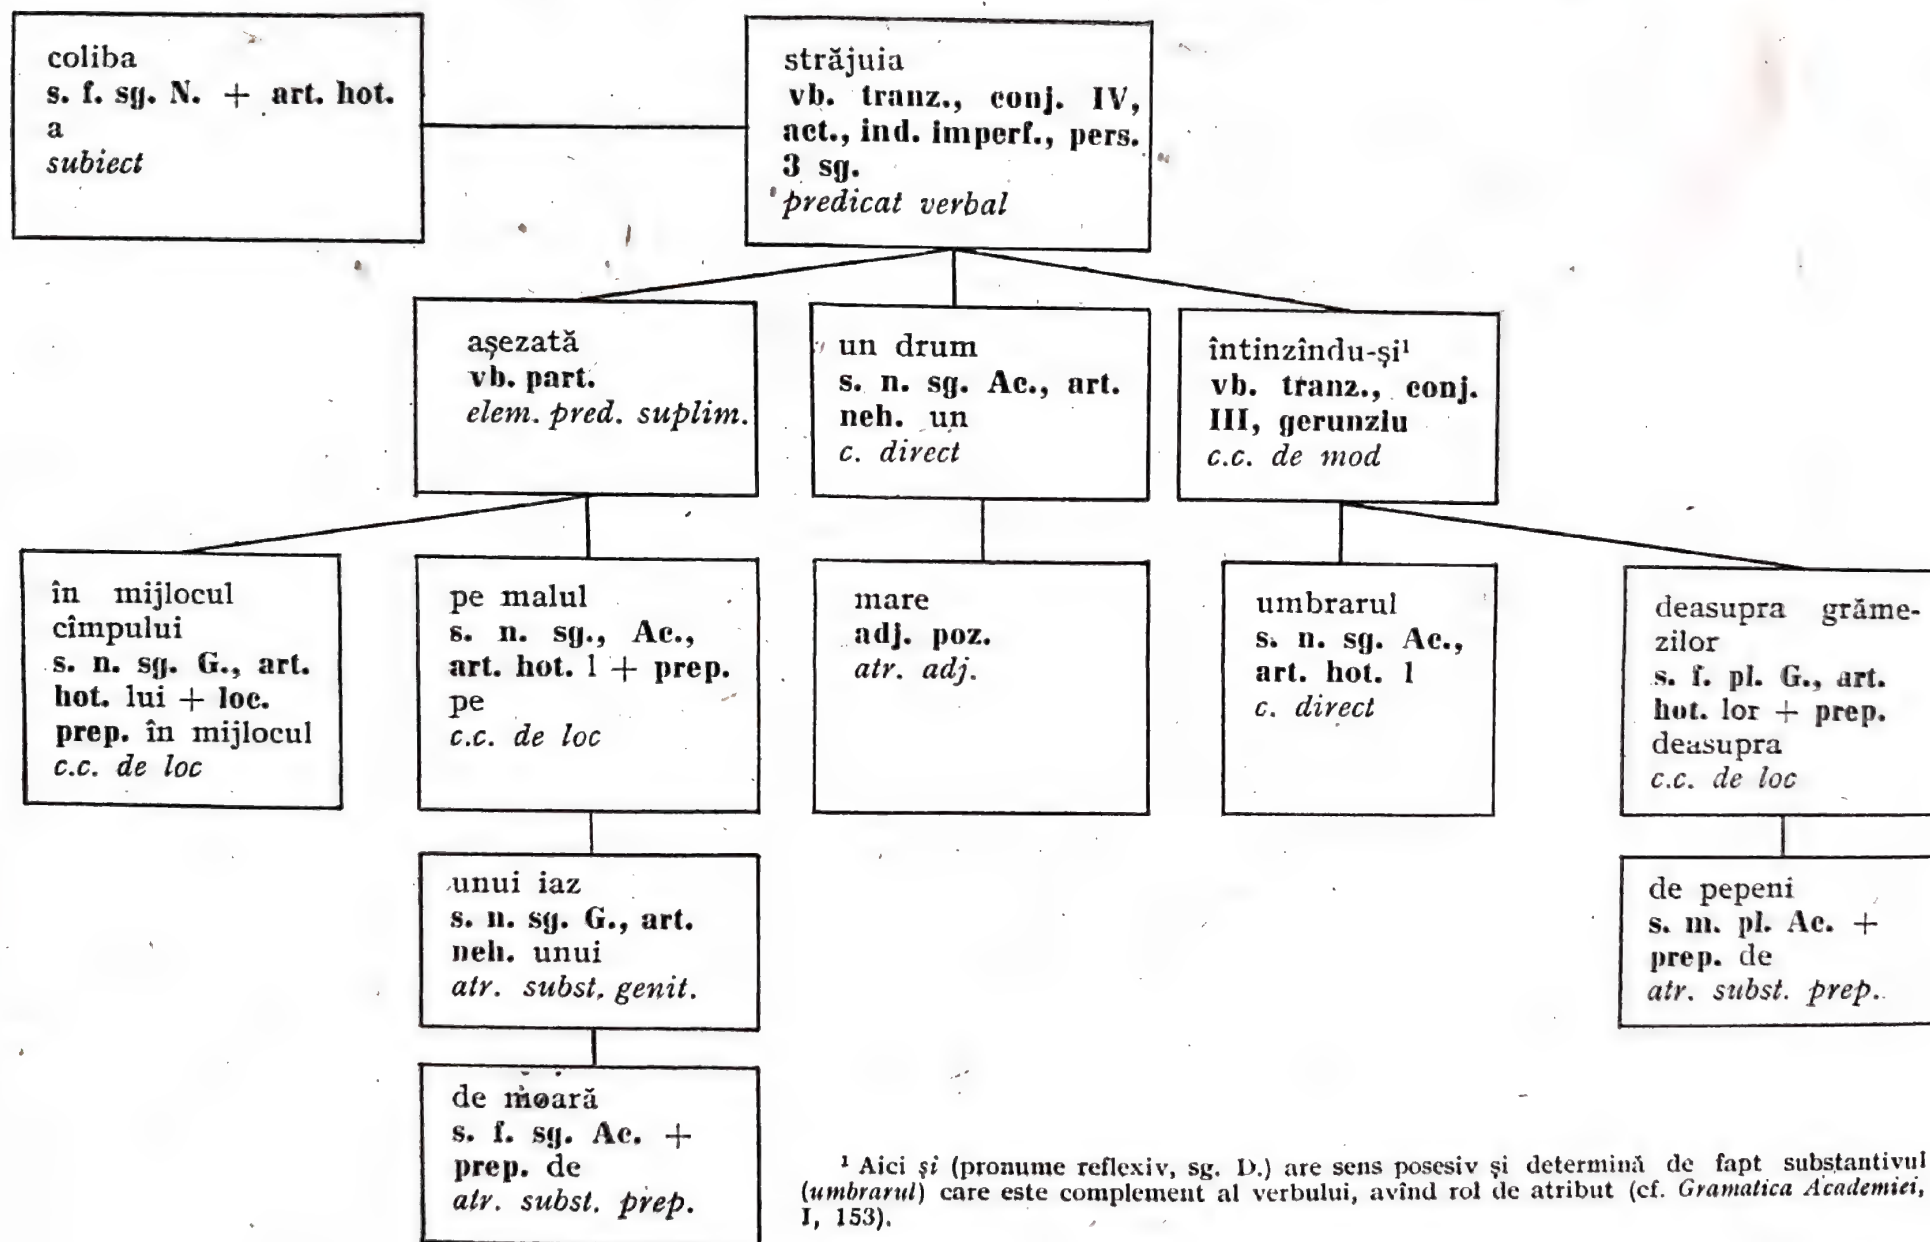 coliba
s. f. sg. N. + art. hot.
a
subiect
străjuia
vb. tranz., conj. IV,
act., ind. imperf., pers.
3 sg.
predicat verbal
așezată
vb. part.
elem. pred. suplim.
un drum
s. n. sg. Ac., art.
neh. un
c. direct
întinzîndu-și¹
vb. tranz., conj.
III, gerunziu
c.c. de mod
în mijlocul
cîmpului
s. n. sg. G., art.
hot. lui + loc.
prep. în mijlocul
c.c. de loc
pe malul
s. n. sg., Ac.,
art. hot. l + prep.
pe
c.c. de loc
mare
adj. poz.
atr. adj.
umbrarul
s. n. sg. Ac.,
art. hot. l
c. direct
deasupra grăme-
zilor
s. f. pl. G., art.
hot. lor + prep.
deasupra
c.c. de loc
unui iaz
s. n. sg. G., art.
neh. unui
atr. subst. genit.
de pepeni
s. m. pl. Ac. +
prep. de
atr. subst. prep.
de moară
s. f. sg. Ac. +
prep. de
atr. subst. prep.
¹ Aici și (pronume reflexiv, sg. D.) are sens posesiv și determină de fapt substantivul
(umbrarul) care este complement al verbului, avînd rol de atribut (cf. Gramatica Academiei,
I, 153).